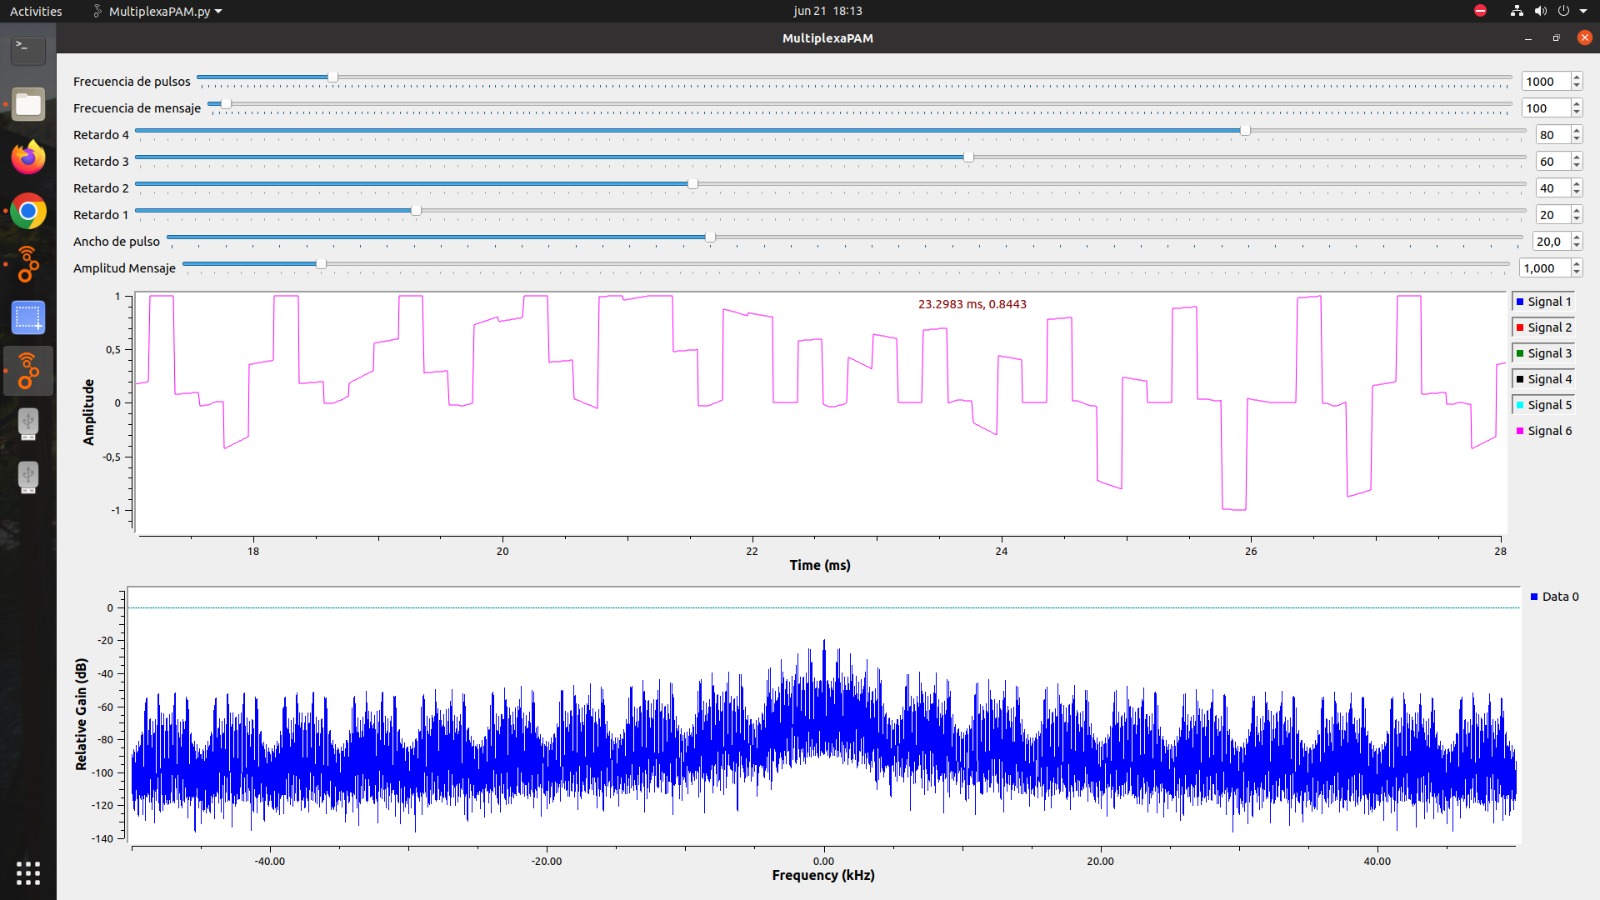 Activities MultiplexaPAM.py jun 21 18:13
MultiplexaPAM
Frecuencia de pulsos 1000
Frecuencia de mensaje 100
Retardo 4 80
Retardo 3 60
Retardo 2 40
Retardo 1 20
Ancho de pulso 20,0
Amplitud Mensaje 1,000
23.2983 ms, 0.8443
Amplitude
1
0,5
0
-0,5
-1
18 20 22 24 26 28
Time (ms)
Signal 1
Signal 2
Signal 3
Signal 4
Signal 5
Signal 6
Relative Gain (dB)
0
-20
-40
-60
-80
-100
-120
-140
-40.00 -20.00 0.00 20.00 40.00
Frequency (kHz)
Data 0